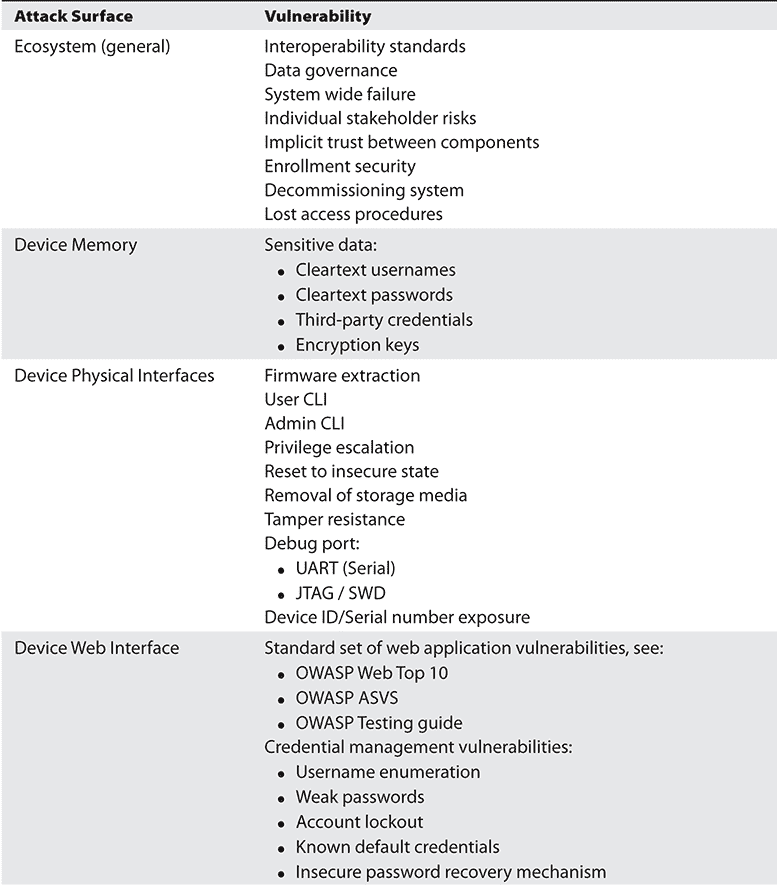 Attack Surface Vulnerability
Ecosystem (general) Interoperability standards
Data governance
System wide failure
Individual stakeholder risks
Implicit trust between components
Enrollment security
Decommissioning system
Lost access procedures
Device Memory Sensitive data:
• Cleartext usernames
• Cleartext passwords
• Third-party credentials
• Encryption keys
Device Physical Interfaces Firmware extraction
User CLI
Admin CLI
Privilege escalation
Reset to insecure state
Removal of storage media
Tamper resistance
Debug port:
• UART (Serial)
• JTAG / SWD
Device ID/Serial number exposure
Device Web Interface Standard set of web application vulnerabilities, see:
• OWASP Web Top 10
• OWASP ASVS
• OWASP Testing guide
Credential management vulnerabilities:
• Username enumeration
• Weak passwords
• Account lockout
• Known default credentials
• Insecure password recovery mechanism